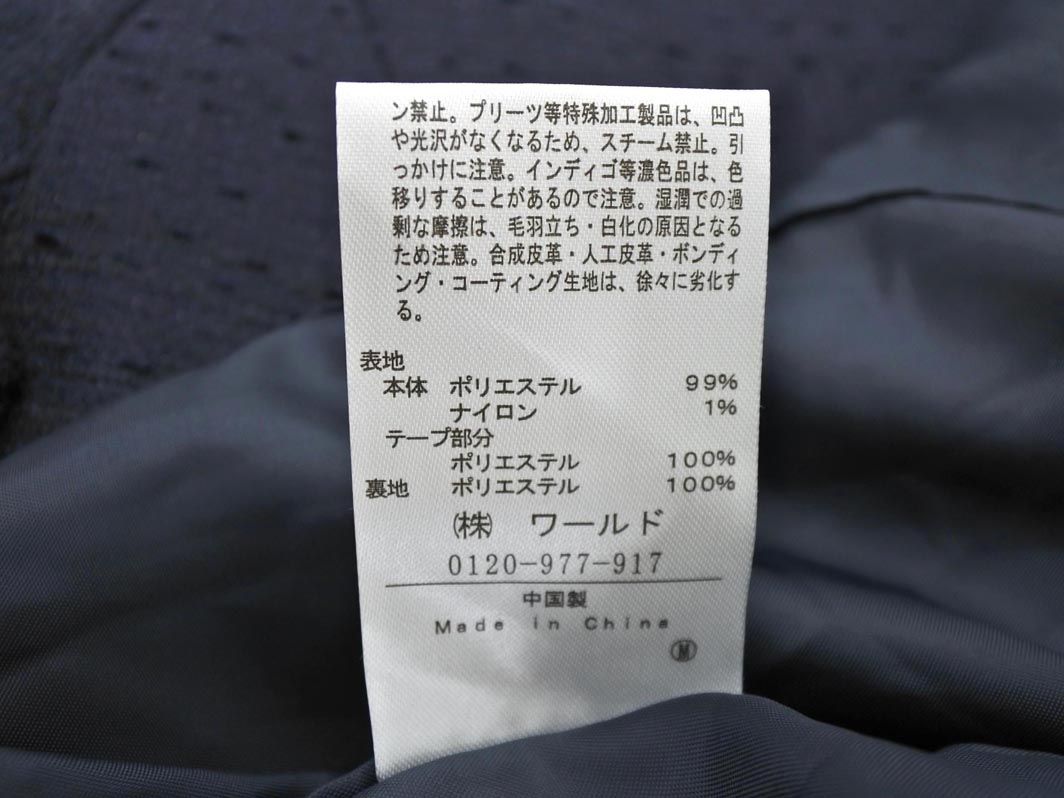 ン禁止。プリーツ等特殊加工製品は、凹凸
や光沢がなくなるため、スチーム禁止。引
っかけに注意。インディゴ等濃色品は、色
移りすることがあるので注意。湿潤での過
剰な摩擦は、毛羽立ち・白化の原因となる
ため注意。合成皮革・人工皮革・ボンディ
ング・コーティング生地は、徐々に劣化す
る。
表地
本体 ポリエステル 99%
ナイロン 1%
テープ部分
ポリエステル 100%
裏地 ポリエステル 100%
㈱ ワールド
0120-977-917
中国製
Made in China
Ⓜ